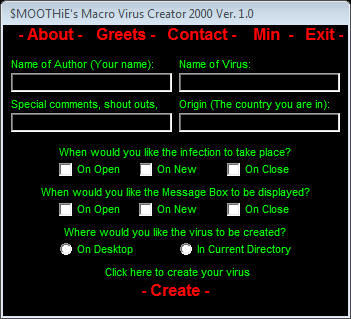 $MOOTHiE's Macro Virus Creator 2000 Ver. 1.0
- About - Greets - Contact - Min - Exit -
Name of Author (Your name): Name of Virus:
Special comments, shout outs, Origin (The country you are in):
When would you like the infection to take place?
On Open On New On Close
When would you like the Message Box to be displayed?
On Open On New On Close
Where would you like the virus to be created?
On Desktop In Current Directory
Click here to create your virus
- Create -